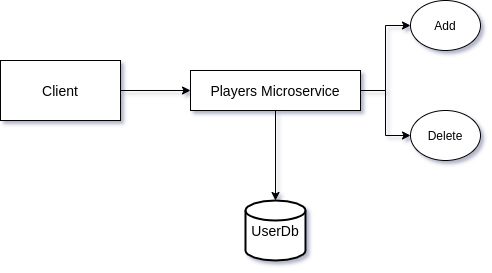 Client
Players Microservice
Add
Delete
UserDb